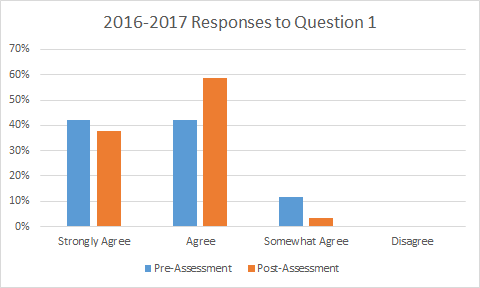 2016-2017 Responses to Question 1
70%
60%
50%
40%
30%
20%
10%
0%
Strongly Agree Agree Somewhat Agree Disagree
Pre-Assessment Post-Assessment